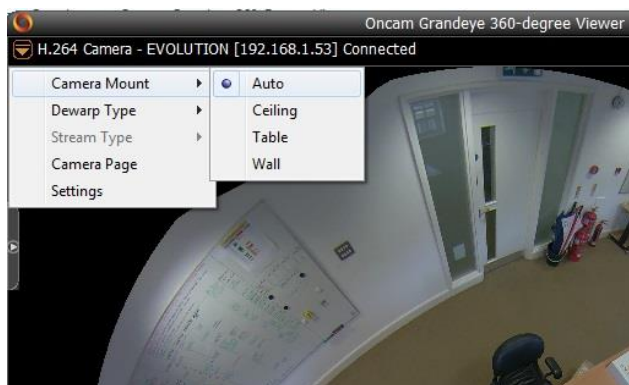 Oncam Grandeye 360-degree Viewer
H.264 Camera - EVOLUTION [192.168.1.53] Connected
Camera Mount
Dewarp Type
Stream Type
Camera Page
Settings
Auto
Ceiling
Table
Wall